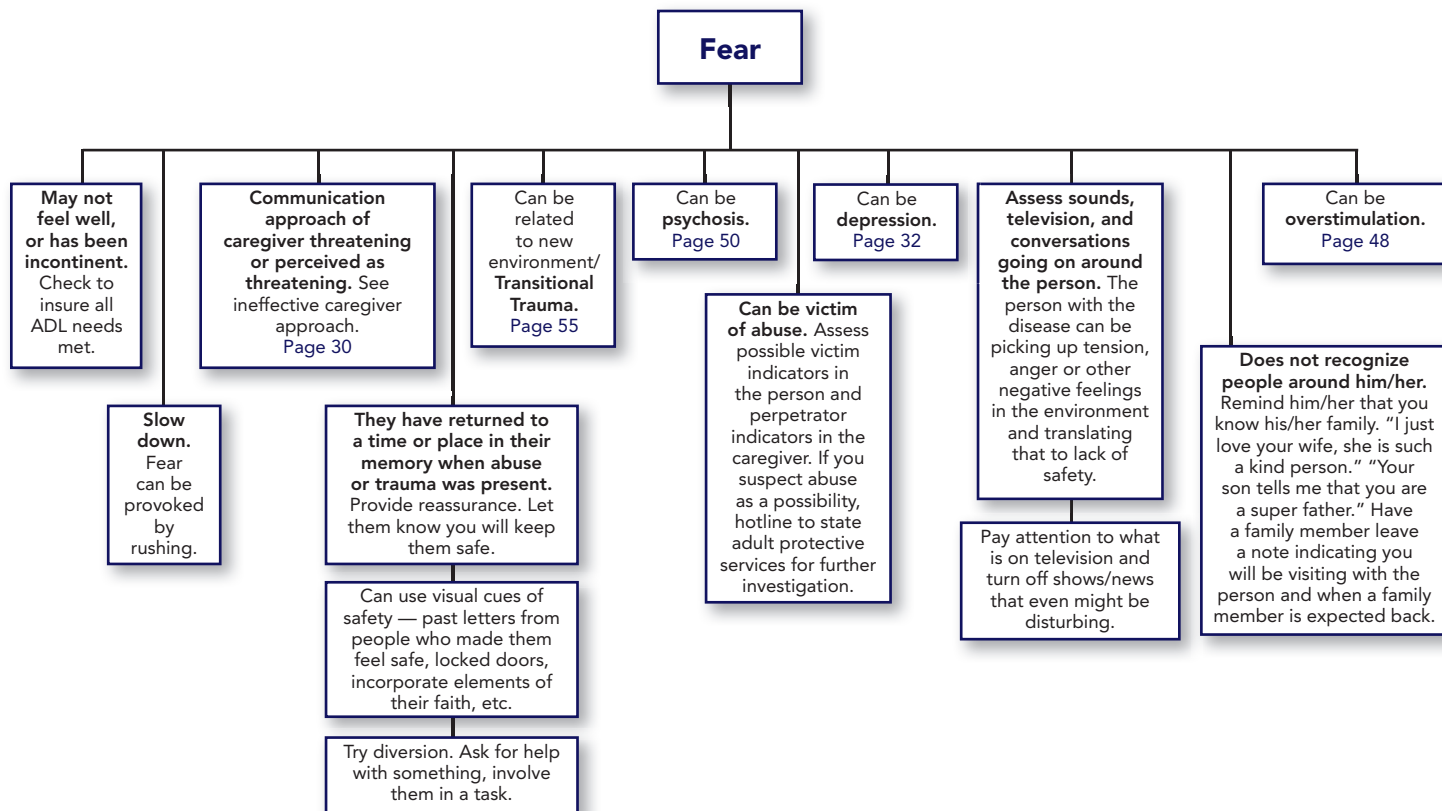 Fear
May not
feel well,
or has been
incontinent.
Check to
insure all
ADL needs
met.
Slow
down.
Fear
can be
provoked
by
rushing.
Communication
approach of
caregiver threatening
or perceived as
threatening. See
ineffective caregiver
approach.
Page 30
They have returned to
a time or place in their
memory when abuse
or trauma was present.
Provide reassurance. Let
them know you will keep
them safe.
Can use visual cues of
safety — past letters from
people who made them
feel safe, locked doors,
incorporate elements of
their faith, etc.
Try diversion. Ask for help
with something, involve
them in a task.
Can be
related
to new
environment/
Transitional
Trauma.
Page 55
Can be
psychosis.
Page 50
Can be victim
of abuse. Assess
possible victim
indicators in
the person and
perpetrator
indicators in the
caregiver. If you
suspect abuse
as a possibility,
hotline to state
adult protective
services for further
investigation.
Can be
depression.
Page 32
Assess sounds,
television, and
conversations
going on around
the person. The
person with the
disease can be
picking up tension,
anger or other
negative feelings
in the environment
and translating
that to lack of
safety.
Pay attention to what
is on television and
turn off shows/news
that even might be
disturbing.
Does not recognize
people around him/her.
Remind him/her that you
know his/her family. “I just
love your wife, she is such
a kind person.” “Your
son tells me that you are
a super father.” Have
a family member leave
a note indicating you
will be visiting with the
person and when a family
member is expected back.
Can be
overstimulation.
Page 48